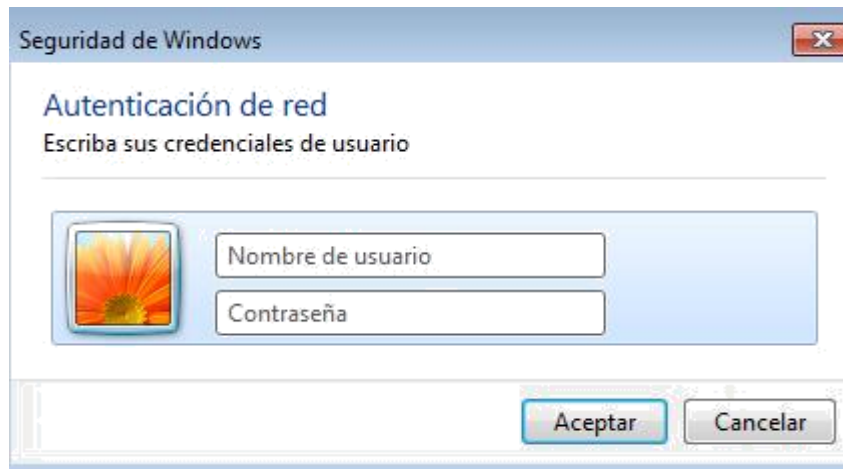 Seguridad de Windows
Autenticación de red
Escriba sus credenciales de usuario
Nombre de usuario
Contraseña
Aceptar Cancelar